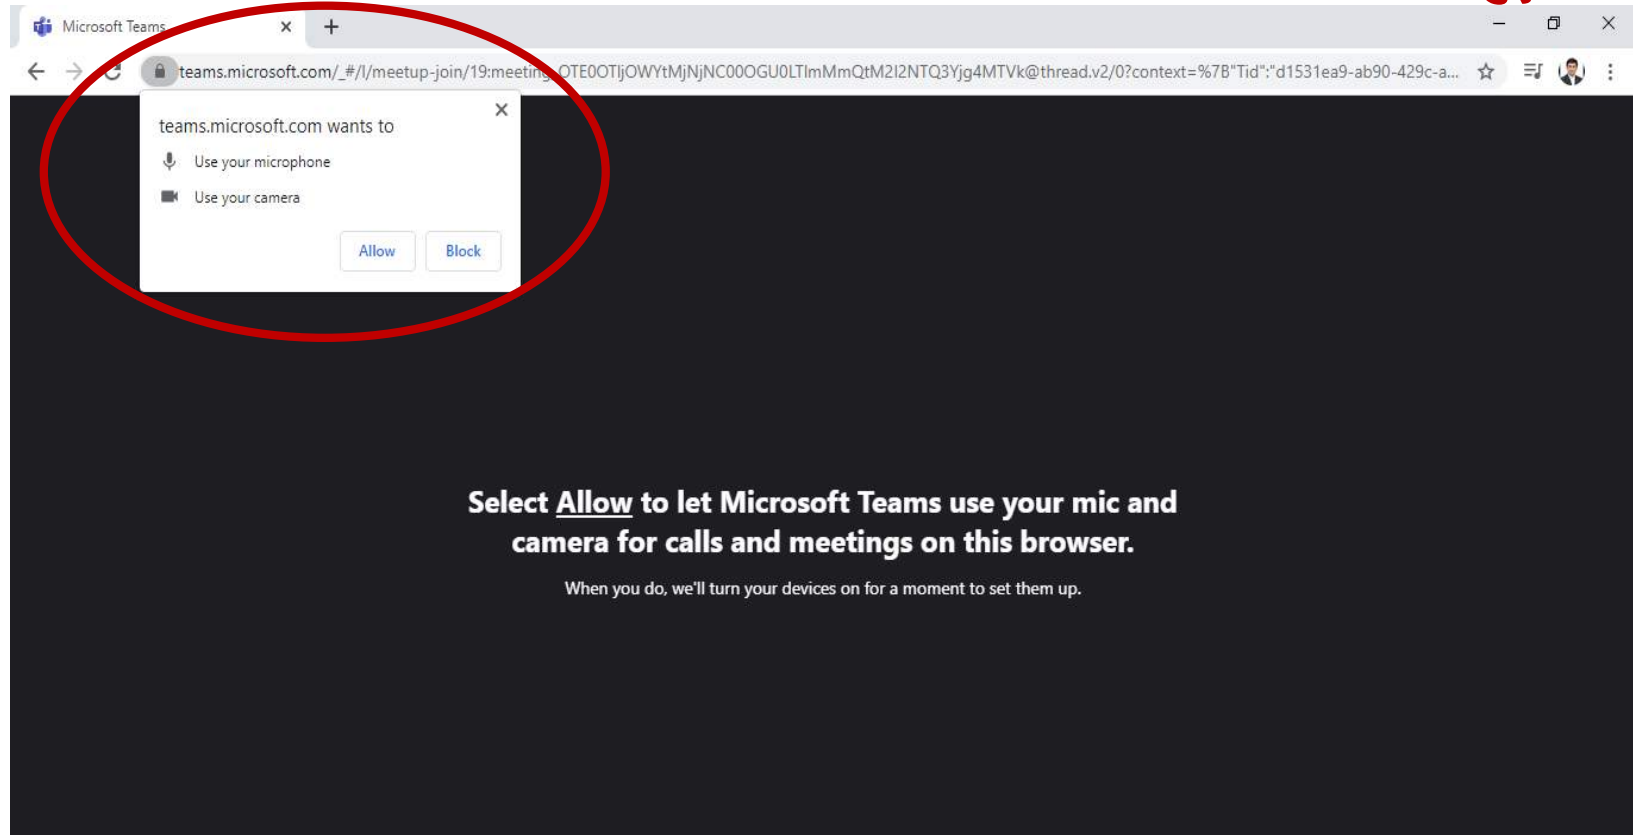 Microsoft Teams
teams.microsoft.com/_#/l/meetup-join/19:meeting_OTE0OTIjOWYtMjNjNC00OGU0LTlmMmQtM2I2NTQ3Yjg4MTVk@thread.v2/0?context=%7B"Tid":"d1531ea9-ab90-429c-a...
teams.microsoft.com wants to
Use your microphone
Use your camera
Allow Block
Select Allow to let Microsoft Teams use your mic and
camera for calls and meetings on this browser.
When you do, we'll turn your devices on for a moment to set them up.